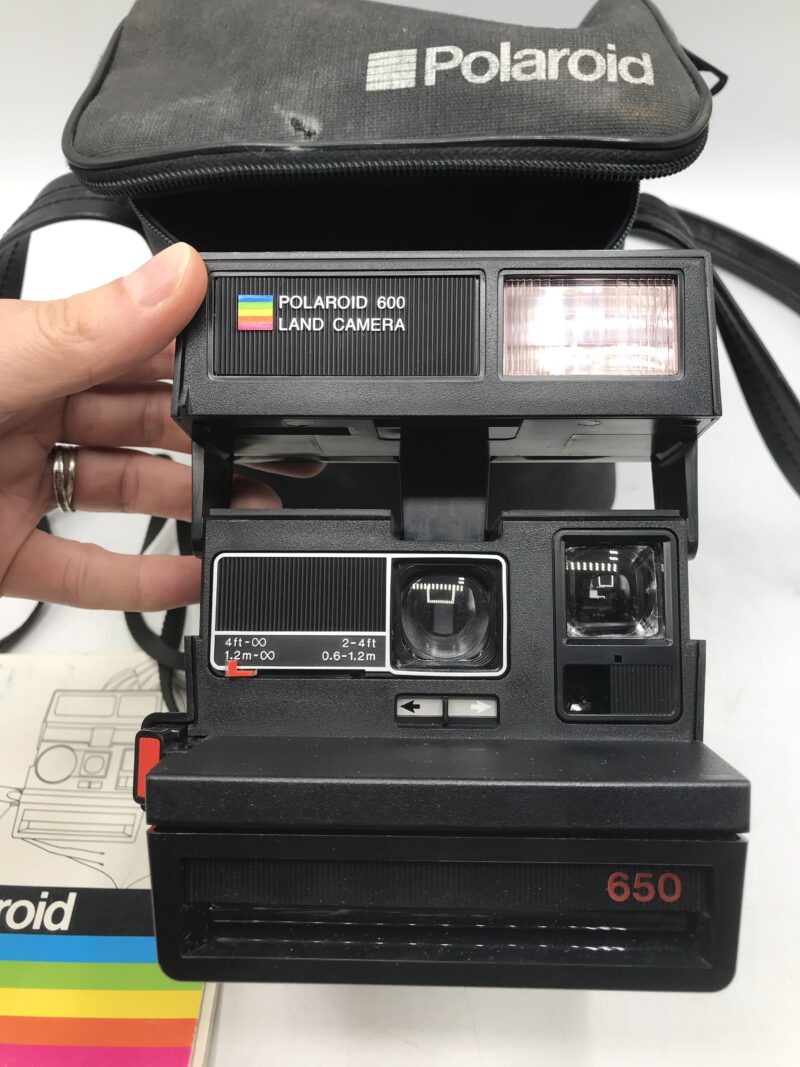 Polaroid
POLAROID 600
LAND CAMERA
4ft-∞ 2-4ft
1.2m-∞ 0.6-1.2m
650
roid